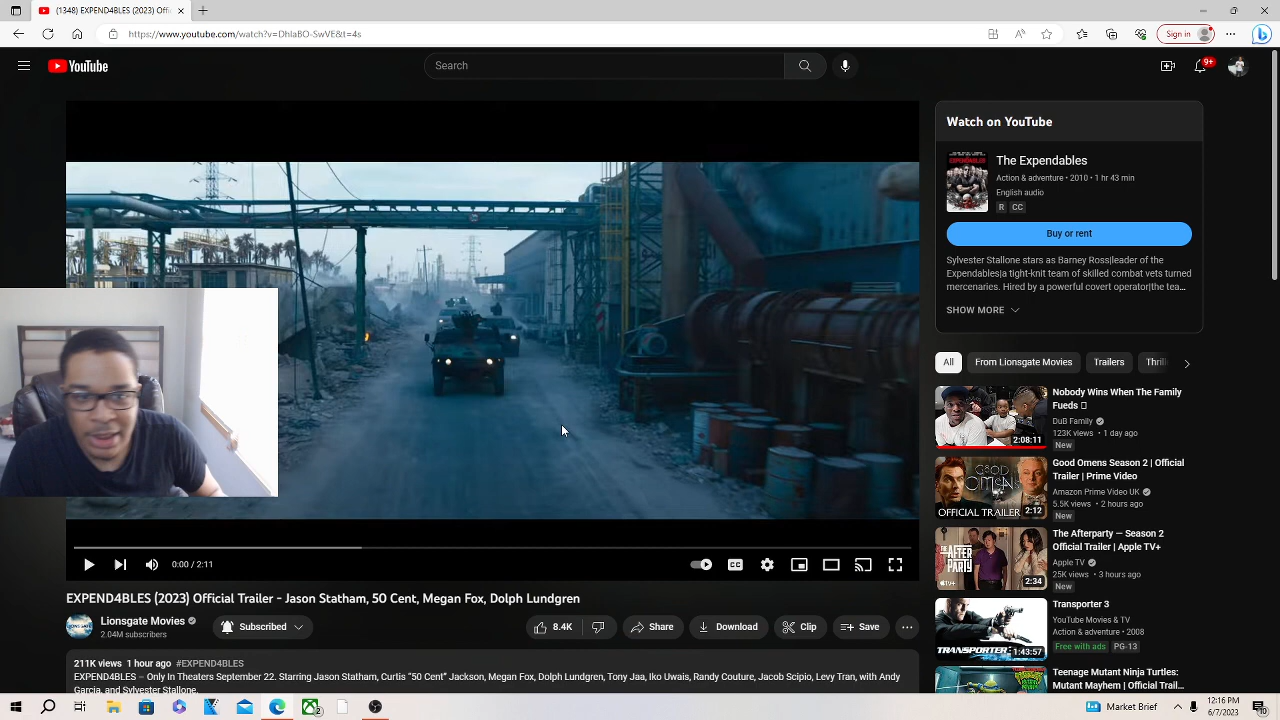 (1348) EXPEND4BLES (2023) Offi
https://www.youtube.com/watch?v=DhlaBO-SwVE&t=4s
Sign in
YouTube
Search
9+
Watch on YouTube
The Expendables
Action & adventure • 2010 • 1 hr 43 min
English audio
R CC
Buy or rent
Sylvester Stallone stars as Barney Ross|leader of the
Expendables|a tight-knit team of skilled combat vets turned
mercenaries. Hired by a powerful covert operator|the tea...
SHOW MORE
All From Lionsgate Movies Trailers Thrill
Nobody Wins When The Family
Fueds
DuB Family
123K views • 1 day ago
New
2:08:11
Good Omens Season 2 | Official
Trailer | Prime Video
Amazon Prime Video UK
5.5K views • 2 hours ago
New
GOOD OMENS
OFFICIAL TRAILER
2:12
The Afterparty — Season 2
Official Trailer | Apple TV+
Apple TV
25K views • 3 hours ago
New
THE AFTER PARTY
2:34
Transporter 3
YouTube Movies & TV
Action & adventure • 2008
Free with ads PG-13
TRANSPORTER 3
1:43:57
Teenage Mutant Ninja Turtles:
Mutant Mayhem | Official Trail...
0:00 / 2:11
EXPEND4BLES (2023) Official Trailer - Jason Statham, 50 Cent, Megan Fox, Dolph Lundgren
LIONSGATE
Lionsgate Movies
2.04M subscribers
Subscribed
8.4K
Share
Download
Clip
Save
211K views 1 hour ago #EXPEND4BLES
EXPEND4BLES – Only In Theaters September 22. Starring Jason Statham, Curtis "50 Cent" Jackson, Megan Fox, Dolph Lundgren, Tony Jaa, Iko Uwais, Randy Couture, Jacob Scipio, Levy Tran, with Andy
Garcia, and Sylvester Stallone.
Market Brief
12:16 PM
6/7/2023
10